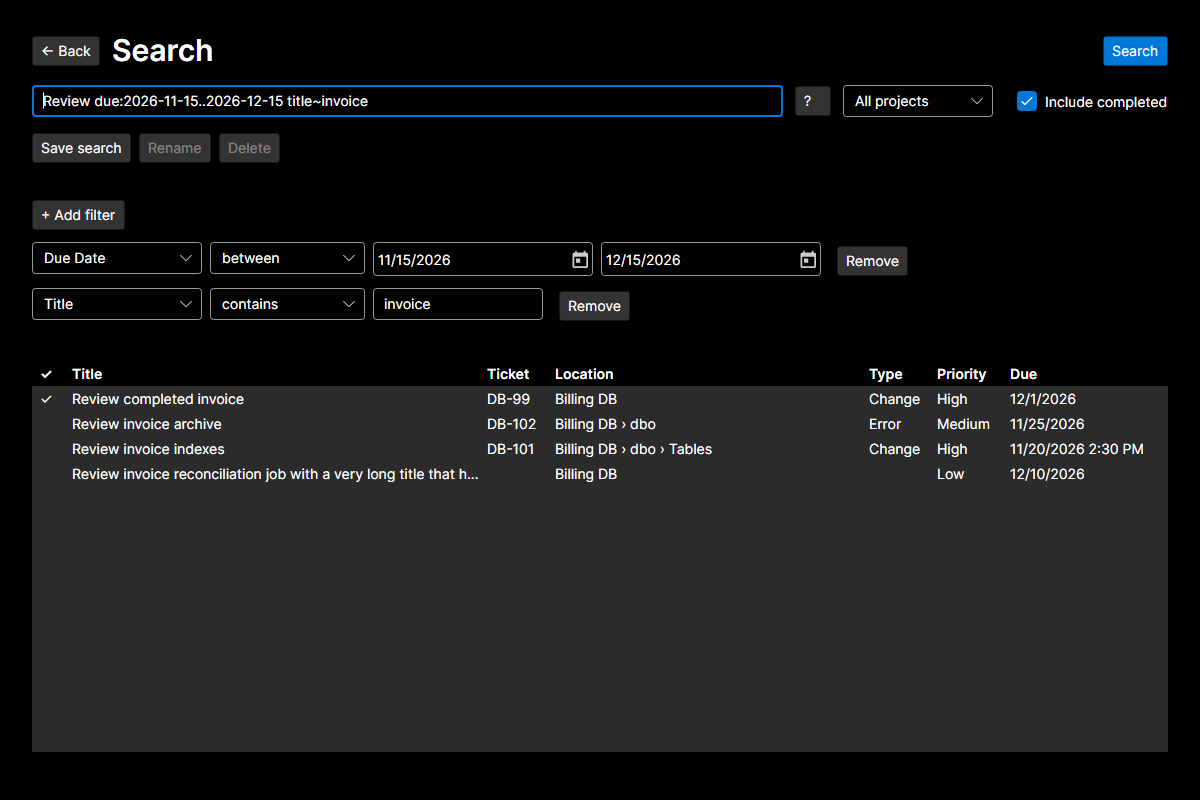 ← Back Search Search
Review due:2026-11-15..2026-12-15 title~invoice ? All projects Include completed
Save search Rename Delete
+ Add filter
Due Date between 11/15/2026 12/15/2026 Remove
Title contains invoice Remove
✓ Title Ticket Location Type Priority Due
✓ Review completed invoice DB-99 Billing DB Change High 12/1/2026
Review invoice archive DB-102 Billing DB › dbo Error Medium 11/25/2026
Review invoice indexes DB-101 Billing DB › dbo › Tables Change High 11/20/2026 2:30 PM
Review invoice reconciliation job with a very long title that h... Billing DB Low 12/10/2026